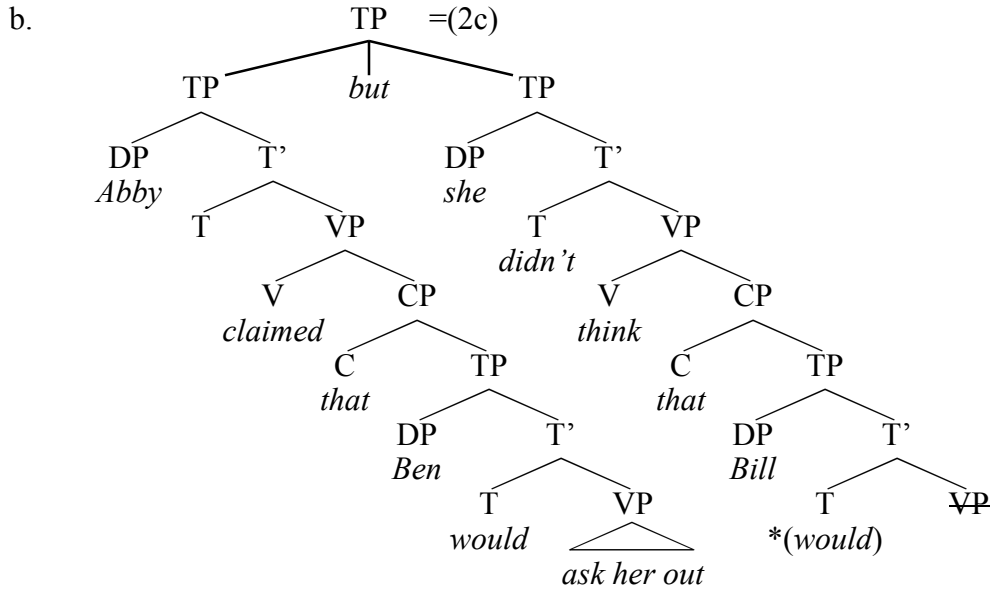 b. TP =(2c)
TP but TP
DP T’ DP T’
Abby she
T VP T VP
didn’t
V CP V CP
claimed think
C TP C TP
that that
DP T’ DP T’
Ben Bill
T VP T VP
would *(would)
ask her out